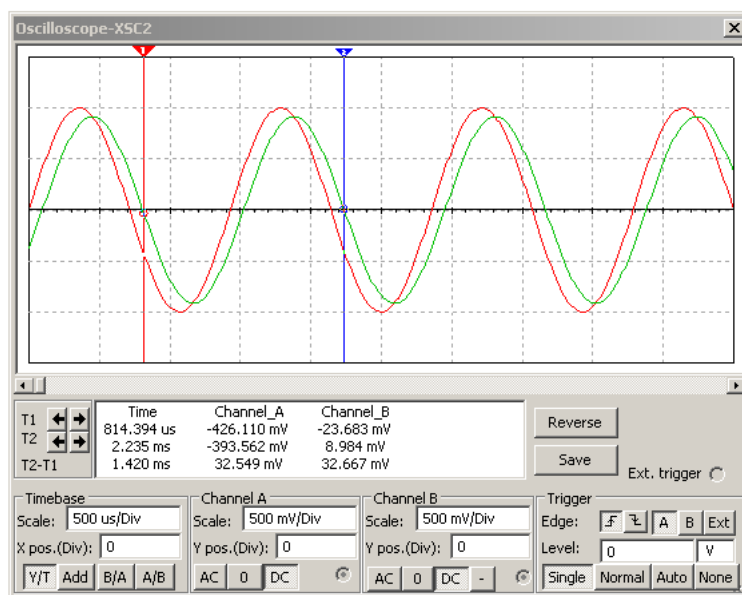 Oscilloscope-XSC2
1
2
Time Channel_A Channel_B
T1 814.394 us -426.110 mV -23.683 mV
T2 2.235 ms -393.562 mV 8.984 mV
T2-T1 1.420 ms 32.549 mV 32.667 mV
Reverse
Save
Ext. trigger
Timebase
Scale: 500 us/Div
X pos.(Div): 0
Y/T Add B/A A/B
Channel A
Scale: 500 mV/Div
Y pos.(Div): 0
AC 0 DC
Channel B
Scale: 500 mV/Div
Y pos.(Div): 0
AC 0 DC -
Trigger
Edge: A B Ext
Level: 0 V
Single Normal Auto None